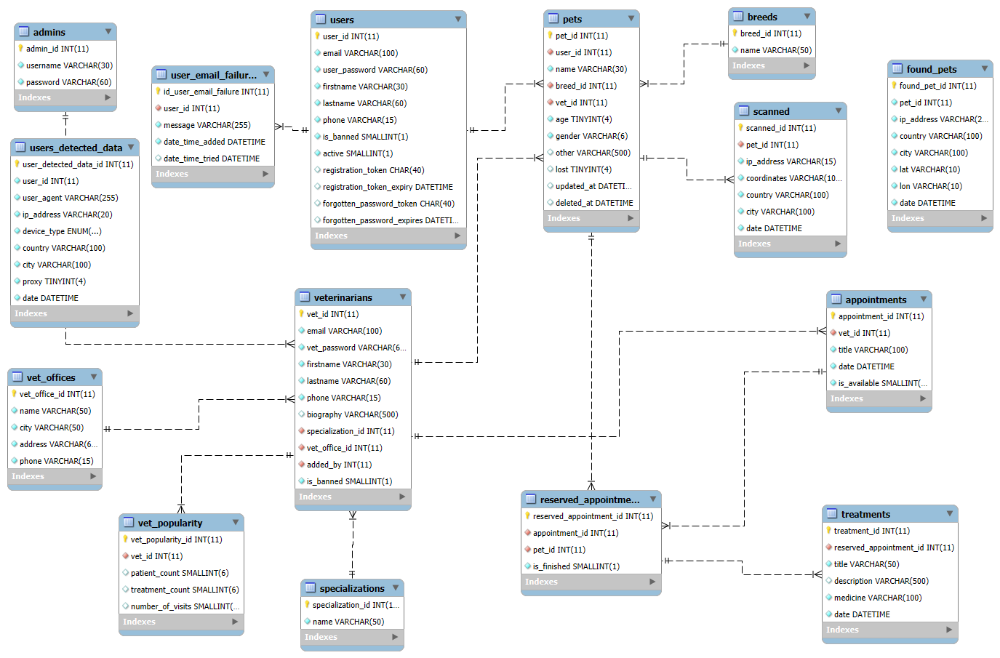 admins
admin_id INT(11)
username VARCHAR(30)
password VARCHAR(60)
Indexes
users_detected_data
user_detected_data_id INT(11)
user_id INT(11)
user_agent VARCHAR(255)
ip_address VARCHAR(20)
device_type ENUM(...)
country VARCHAR(100)
city VARCHAR(100)
proxy TINYINT(4)
date DATETIME
Indexes
user_email_failur...
id_user_email_failure INT(11)
user_id INT(11)
message VARCHAR(255)
date_time_added DATETIME
date_time_tried DATETIME
Indexes
users
user_id INT(11)
email VARCHAR(100)
user_password VARCHAR(60)
firstname VARCHAR(30)
lastname VARCHAR(60)
phone VARCHAR(15)
is_banned SMALLINT(1)
active SMALLINT(1)
registration_token CHAR(40)
registration_token_expiry DATETIME
forgotten_password_token CHAR(40)
forgotten_password_expires DATETI...
Indexes
pets
pet_id INT(11)
user_id INT(11)
name VARCHAR(30)
breed_id INT(11)
vet_id INT(11)
age TINYINT(4)
gender VARCHAR(6)
other VARCHAR(500)
lost TINYINT(4)
updated_at DATETI...
deleted_at DATETIME
Indexes
breeds
breed_id INT(11)
name VARCHAR(50)
Indexes
scanned
scanned_id INT(11)
pet_id INT(11)
ip_address VARCHAR(15)
coordinates VARCHAR(10...
country VARCHAR(100)
city VARCHAR(100)
date DATETIME
Indexes
found_pets
found_pet_id INT(11)
pet_id INT(11)
ip_address VARCHAR(2...
country VARCHAR(100)
city VARCHAR(100)
lat VARCHAR(10)
lon VARCHAR(10)
date DATETIME
Indexes
veterinarians
vet_id INT(11)
email VARCHAR(100)
vet_password VARCHAR(6...
firstname VARCHAR(30)
lastname VARCHAR(60)
phone VARCHAR(15)
biography VARCHAR(500)
specialization_id INT(11)
vet_office_id INT(11)
added_by INT(11)
is_banned SMALLINT(1)
Indexes
appointments
appointment_id INT(11)
vet_id INT(11)
title VARCHAR(100)
date DATETIME
is_available SMALLINT(...
Indexes
vet_offices
vet_office_id INT(11)
name VARCHAR(50)
city VARCHAR(50)
address VARCHAR(6...
phone VARCHAR(15)
Indexes
vet_popularity
vet_popularity_id INT(11)
vet_id INT(11)
patient_count SMALLINT(6)
treatment_count SMALLINT(6)
number_of_visits SMALLINT(...
Indexes
specializations
specialization_id INT(1...
name VARCHAR(50)
Indexes
reserved_appointme...
reserved_appointment_id INT(11)
appointment_id INT(11)
pet_id INT(11)
is_finished SMALLINT(1)
Indexes
treatments
treatment_id INT(11)
reserved_appointment_id INT(11)
title VARCHAR(50)
description VARCHAR(500)
medicine VARCHAR(100)
date DATETIME
Indexes